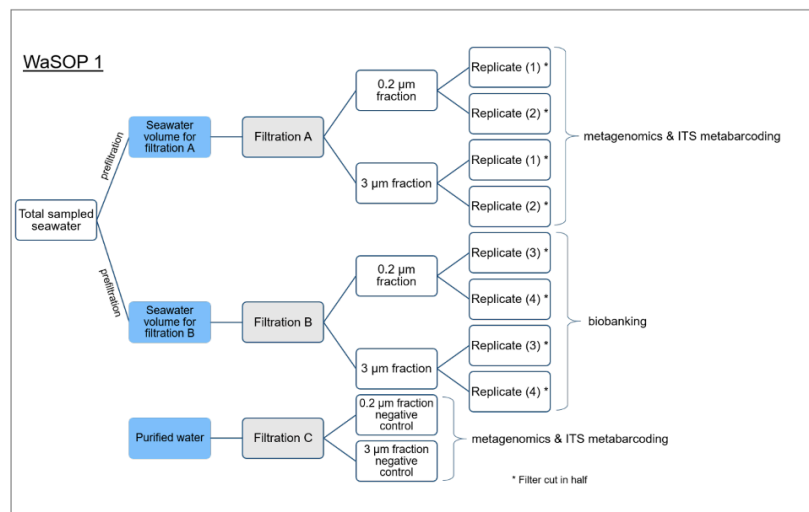 WaSOP 1
Total sampled
seawater
prefiltration
prefiltration
Seawater
volume for
filtration A
Filtration A
0.2 µm
fraction
Replicate (1) *
Replicate (2) *
3 µm fraction
Replicate (1) *
Replicate (2) *
metagenomics & ITS metabarcoding
Seawater
volume for
filtration B
Filtration B
0.2 µm
fraction
Replicate (3) *
Replicate (4) *
3 µm fraction
Replicate (3) *
Replicate (4) *
biobanking
Purified water
Filtration C
0.2 µm fraction
negative
control
3 µm fraction
negative
control
metagenomics & ITS metabarcoding
* Filter cut in half